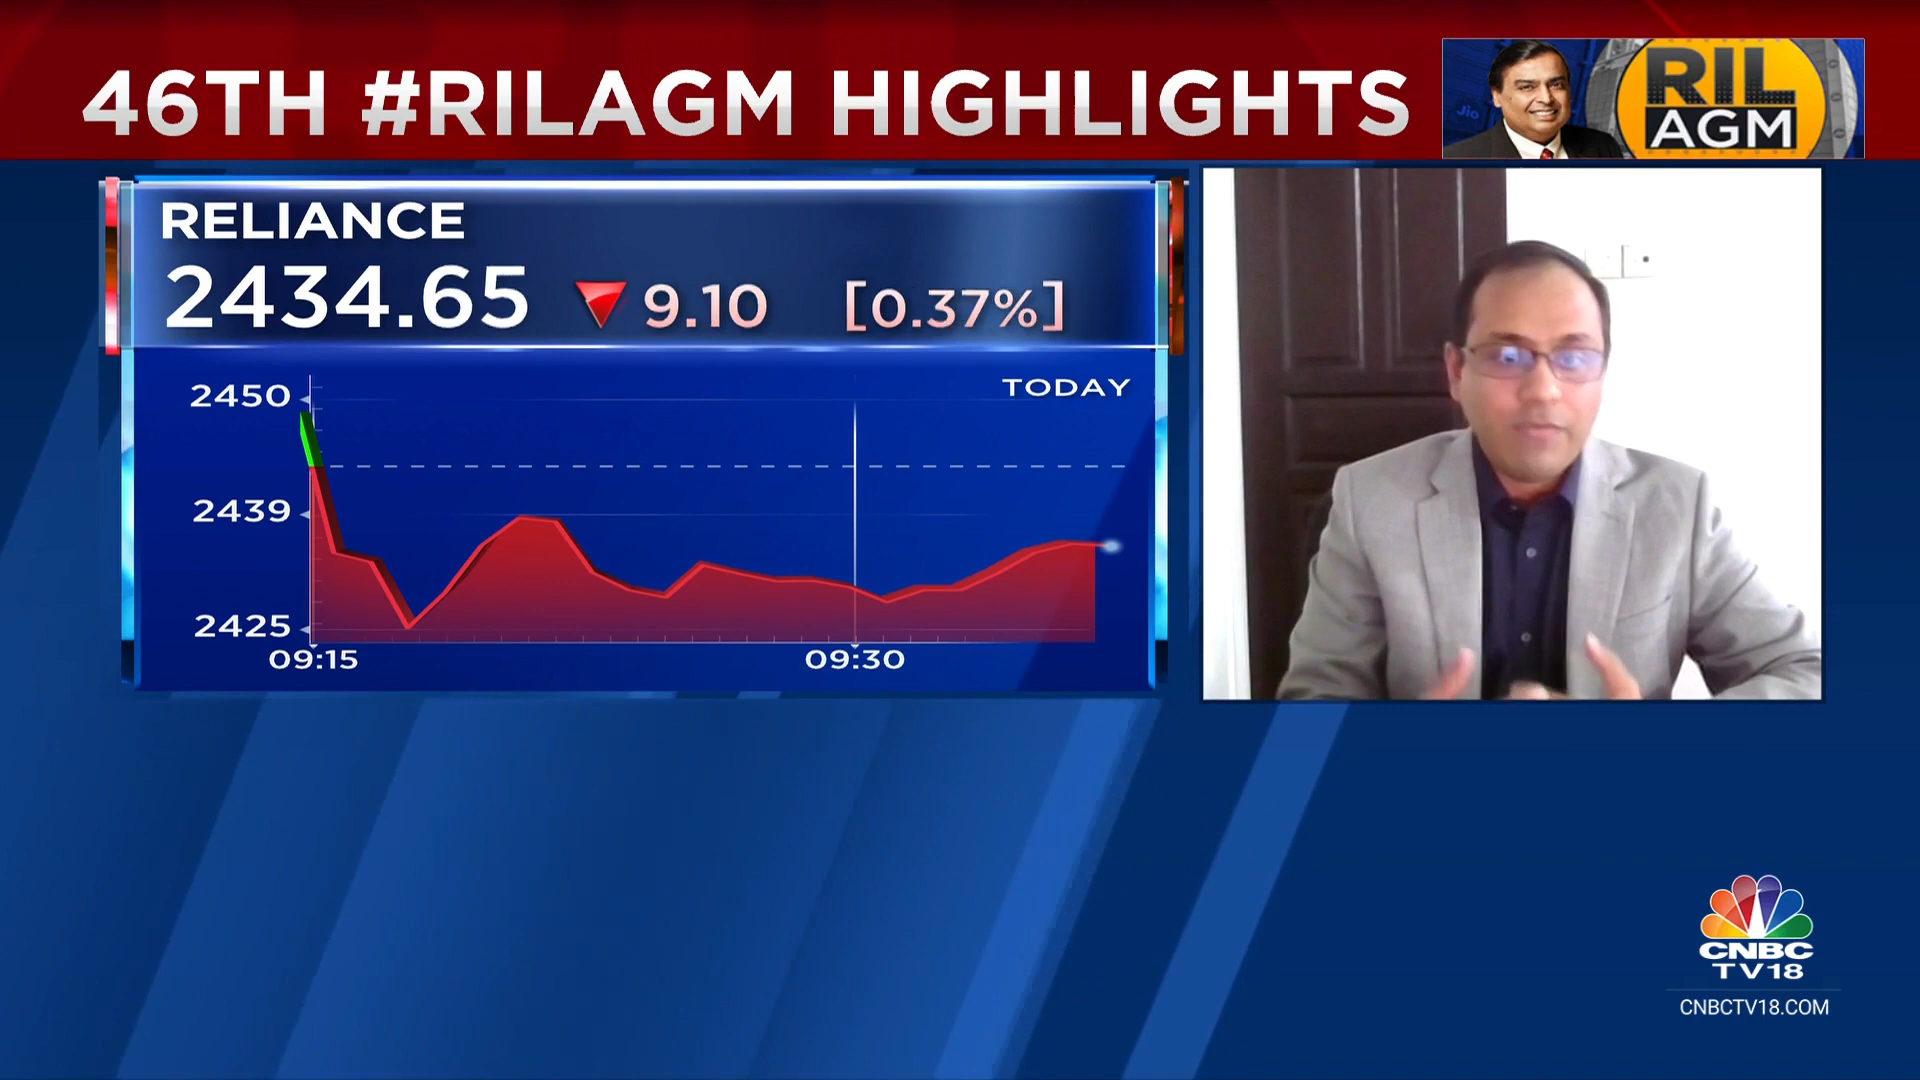 46TH #RILAGM HIGHLIGHTS
Jio
RIL
AGM
RELIANCE
2434.65 ▼ 9.10 [0.37%]
TODAY
2450
2439
2425
09:15 09:30
CNBC
TV18
CNBCTV18.COM